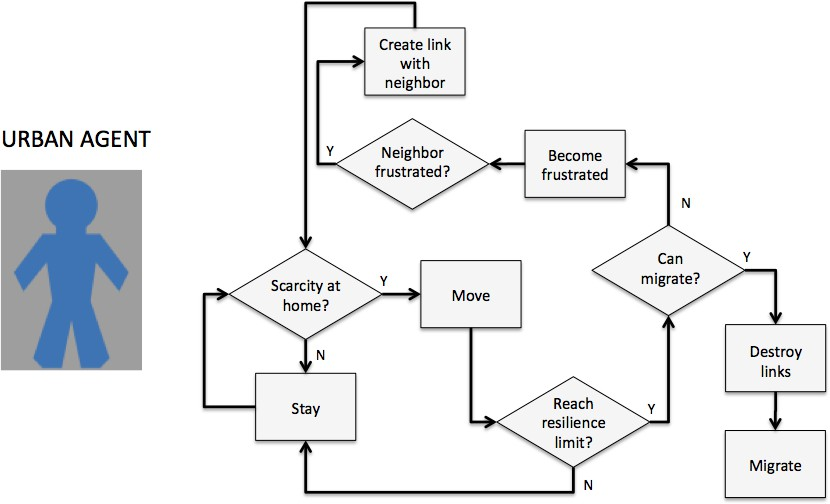 Create link
with
neighbor
URBAN AGENT
Y
Neighbor
frustrated?
Become
frustrated
N
Scarcity at
home?
Y
Move
Can
migrate?
Y
N
Stay
Reach
resilience
limit?
Y
Destroy
links
N
Migrate